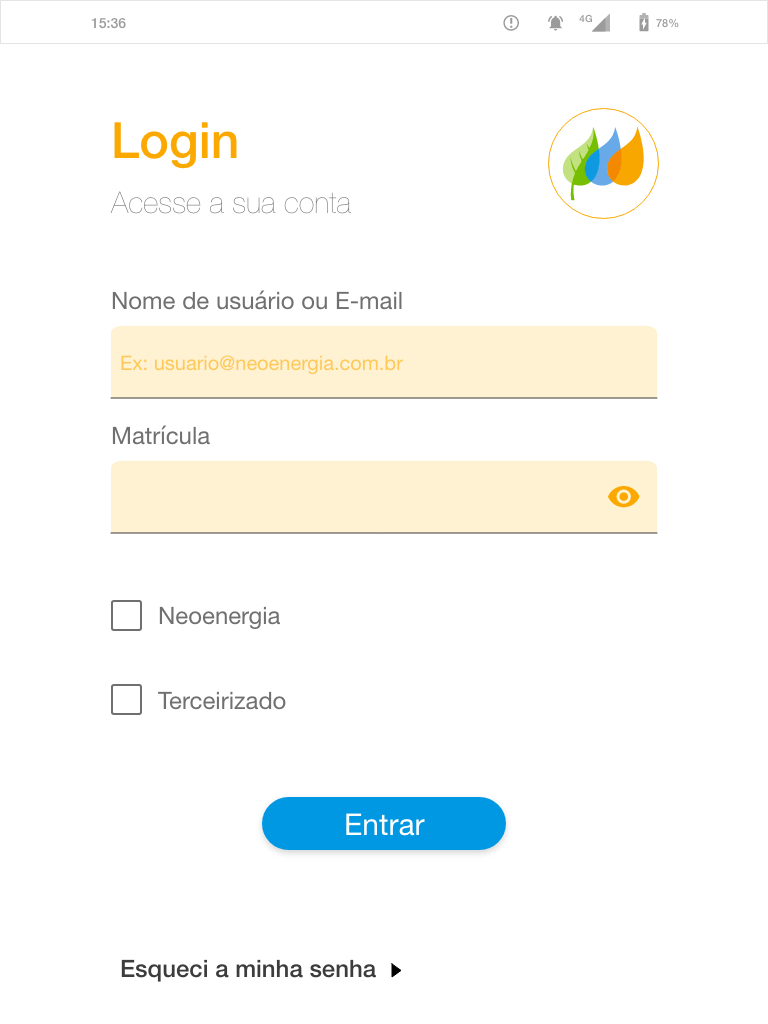 15:36
4G
78%
Login
Acesse a sua conta
Nome de usuário ou E-mail
Ex: usuario@neoenergia.com.br
Matrícula
Neoenergia
Terceirizado
Entrar
Esqueci a minha senha